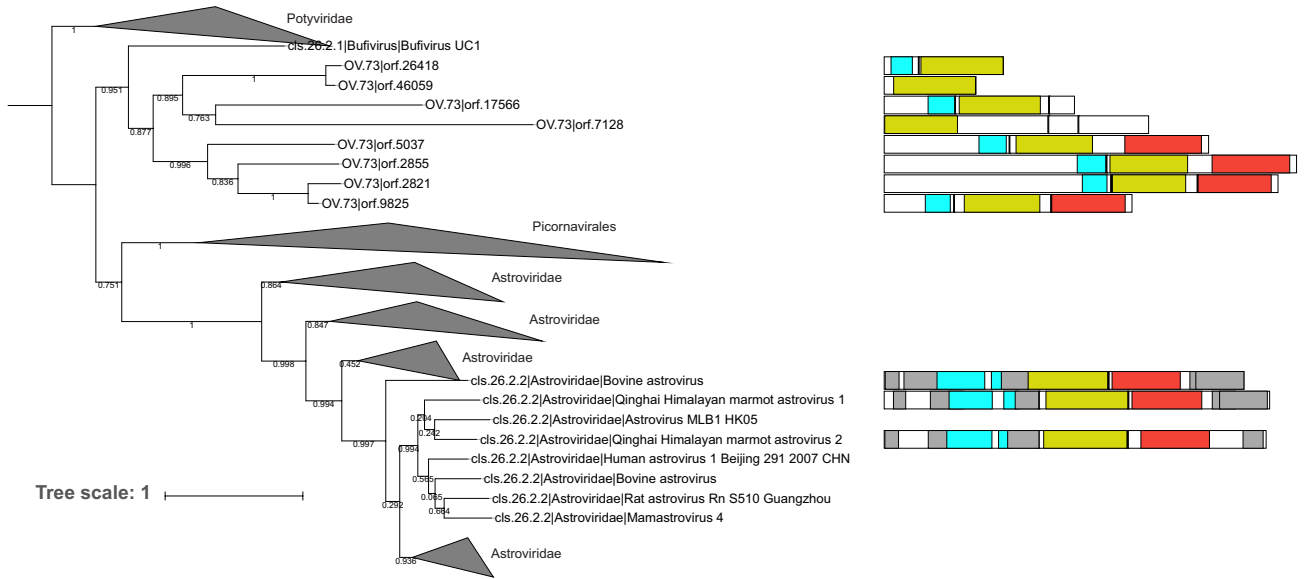 Potyviridae
1
cls.26.2.1|Bufivirus|Bufivirus UC1
OV.73|orf.26418
1
OV.73|orf.46059
0.951
0.895
OV.73|orf.17566
0.763
OV.73|orf.7128
0.877
OV.73|orf.5037
0.996
OV.73|orf.2855
0.836
OV.73|orf.2821
1
OV.73|orf.9825
Picornavirales
1
Astroviridae
0.751
0.864
Astroviridae
1
0.847
Astroviridae
0.998
0.452
cls.26.2.2|Astroviridae|Bovine astrovirus
0.994
cls.26.2.2|Astroviridae|Qinghai Himalayan marmot astrovirus 1
0.204
cls.26.2.2|Astroviridae|Astrovirus MLB1 HK05
0.242
cls.26.2.2|Astroviridae|Qinghai Himalayan marmot astrovirus 2
0.997
0.994
cls.26.2.2|Astroviridae|Human astrovirus 1 Beijing 291 2007 CHN
0.565
cls.26.2.2|Astroviridae|Bovine astrovirus
Tree scale: 1
0.292
0.065
cls.26.2.2|Astroviridae|Rat astrovirus Rn S510 Guangzhou
0.664
cls.26.2.2|Astroviridae|Mamastrovirus 4
Astroviridae
0.936